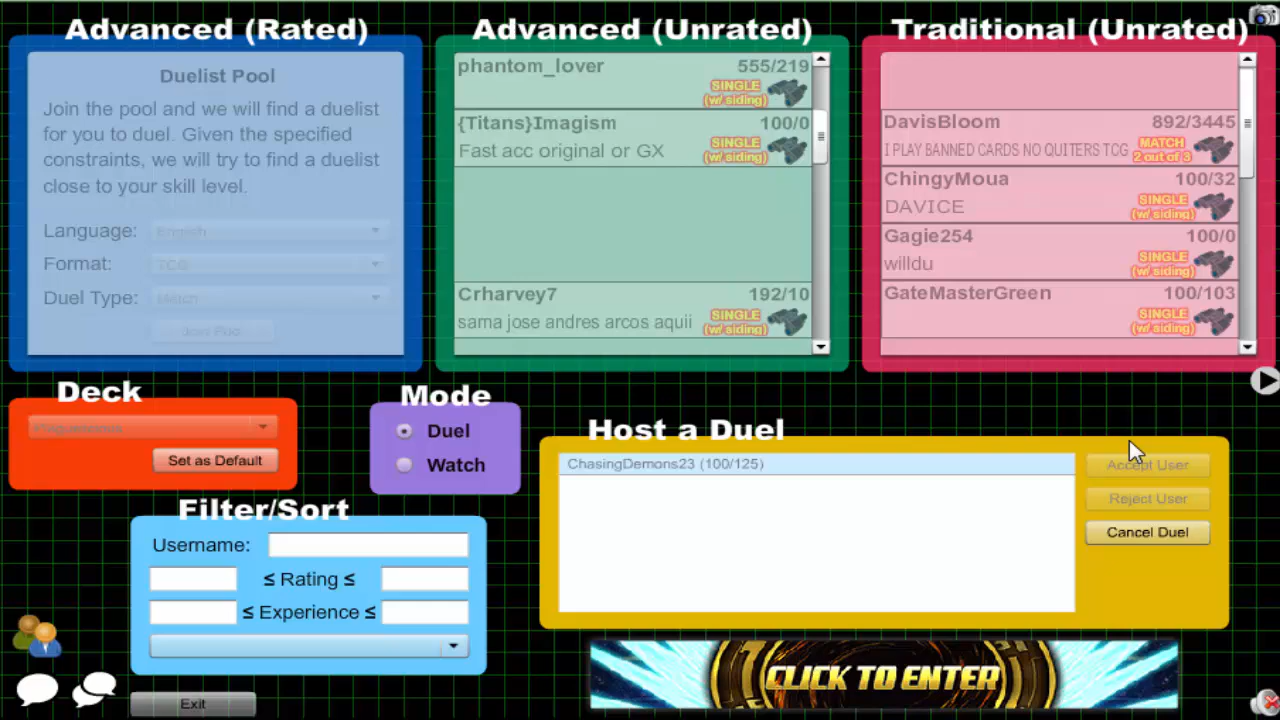 Advanced (Rated)
Duelist Pool
Join the pool and we will find a duelist
for you to duel. Given the specified
constraints, we will try to find a duelist
close to your skill level.
Language: English
Format: TCG
Duel Type: Match
Join Pool
Advanced (Unrated)
phantom_lover 555/219
SINGLE
(w/ siding)
{Titans}Imagism 100/0
Fast acc original or GX SINGLE
(w/ siding)
Crharvey7 192/10
sama jose andres arcos aquii SINGLE
(w/ siding)
Traditional (Unrated)
DavisBloom 892/3445
I PLAY BANNED CARDS NO QUITERS TCG MATCH
2 out of 3
ChingyMoua 100/32
DAVICE SINGLE
(w/ siding)
Gagie254 100/0
willdu SINGLE
(w/ siding)
GateMasterGreen 100/103
SINGLE
(w/ siding)
Deck
Set as Default
Mode
Duel
Watch
Filter/Sort
Username:
≤ Rating ≤
≤ Experience ≤
Host a Duel
ChasingDemons23 (100/125)
Accept User
Reject User
Cancel Duel
CLICK TO ENTER
Exit